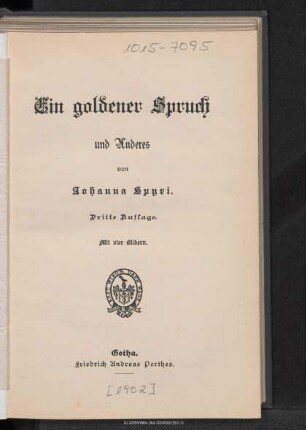 1015-7095
Ein goldener Spruch
und Anderes
von
Johanna Spyri.
Dritte Auflage.
Mit vier Bildern.
Gotha.
Friedrich Andreas Perthes.
[1902]